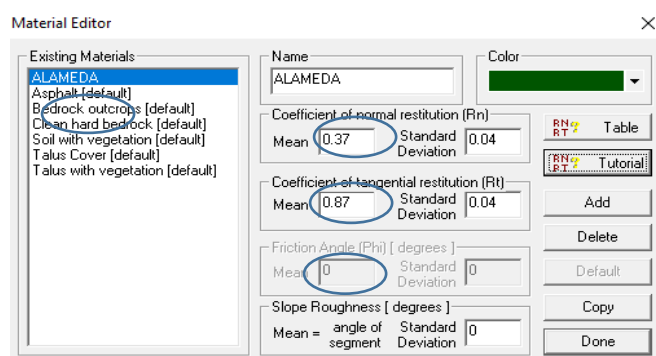 Material Editor
Existing Materials
ALAMEDA
Asphalt [default]
Bedrock outcrops [default]
Clean hard bedrock [default]
Soil with vegetation [default]
Talus Cover [default]
Talus with vegetation [default]
Name
ALAMEDA
Color
Coefficient of normal restitution (Rn)
Mean 0.37 Standard Deviation 0.04
Coefficient of tangential restitution (Rt)
Mean 0.87 Standard Deviation 0.04
Friction Angle (Phi) [ degrees ]
Mean 0 Standard Deviation 0
Slope Roughness [ degrees ]
Mean = angle of segment Standard Deviation 0
RN? RT Table
RN? RT Tutorial
Add
Delete
Default
Copy
Done